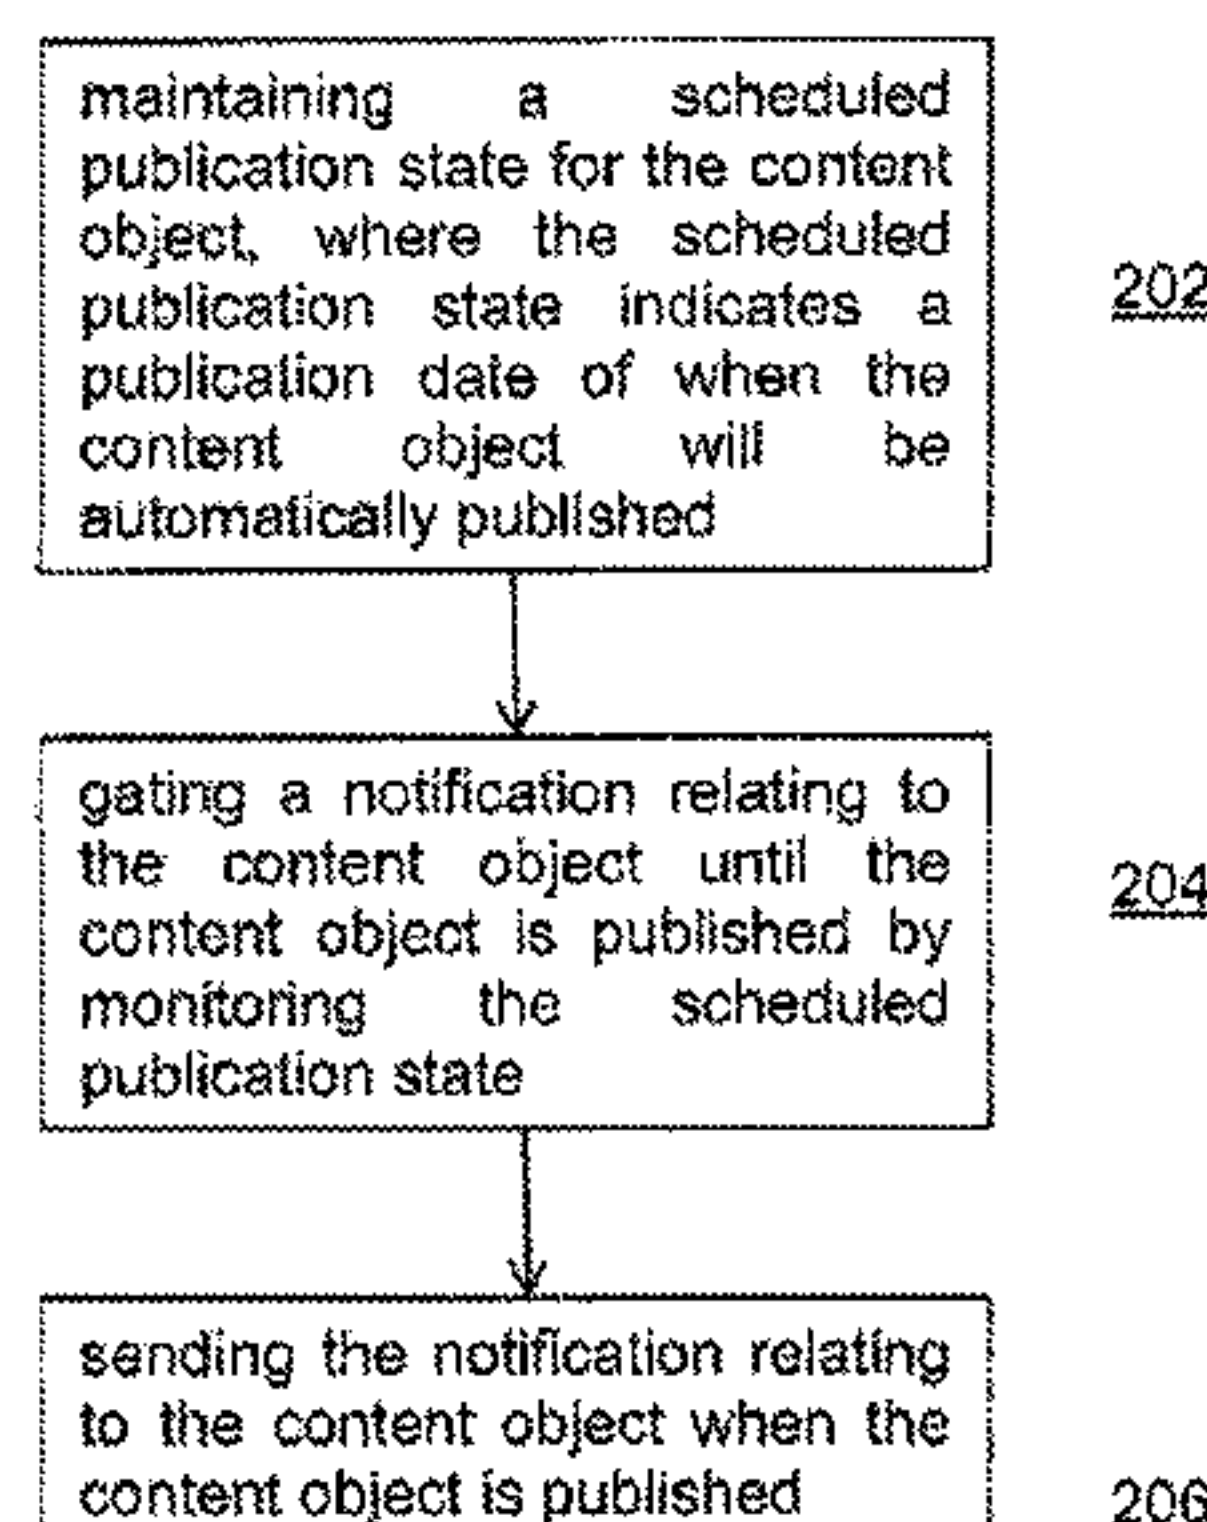 maintaining a scheduled
publication state for the content
object, where the scheduled
publication state indicates a
publication date of when the
content object will be
automatically published
202
gating a notification relating to
the content object until the
content object is published by
monitoring the scheduled
publication state
204
sending the notification relating
to the content object when the
content object is published
206